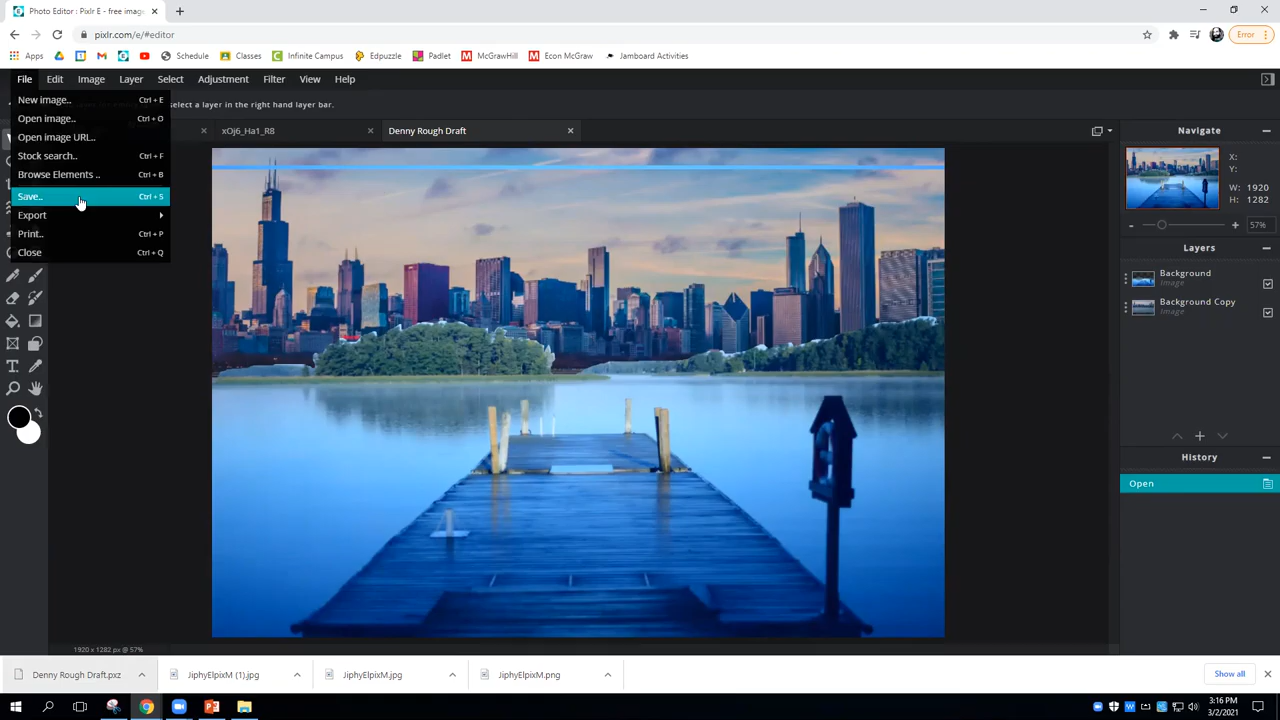 Photo Editor : Pixlr E - free imag
pixlr.com/e/#editor
Error
Apps
Schedule
Classes
Infinite Campus
Edpuzzle
Padlet
McGrawHill
Econ McGraw
Jamboard Activities
File Edit Image Layer Select Adjustment Filter View Help
select a layer in the right hand layer bar.
New image.. Ctrl + E
Open image.. Ctrl + O
Open image URL..
Stock search.. Ctrl + F
Browse Elements .. Ctrl + B
Save.. Ctrl + S
Export
Print.. Ctrl + P
Close Ctrl + Q
xOj6_Ha1_R8
Denny Rough Draft
Navigate
X:
Y:
W: 1920
H: 1282
57%
Layers
Background
Image
Background Copy
Image
History
Open
1920 x 1282 px @ 57%
Denny Rough Draft.pxz
JiphyElpixM (1).jpg
JiphyElpixM.jpg
JiphyElpixM.png
Show all
3:16 PM
3/2/2021